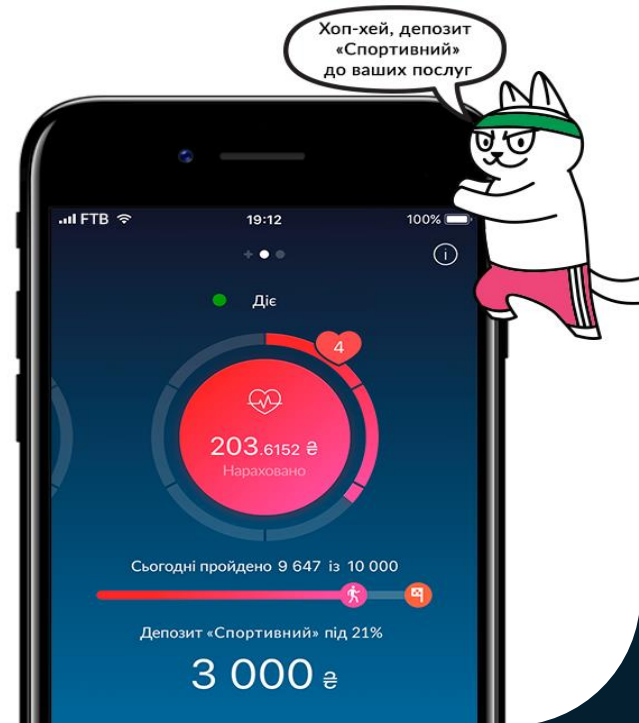 Хоп-хей, депозит
«Спортивний»
до ваших послуг
FTB 19:12 100%
Діє
4
203.6152 ₴
Нараховано
Сьогодні пройдено 9 647 із 10 000
Депозит «Спортивний» під 21%
3 000 ₴